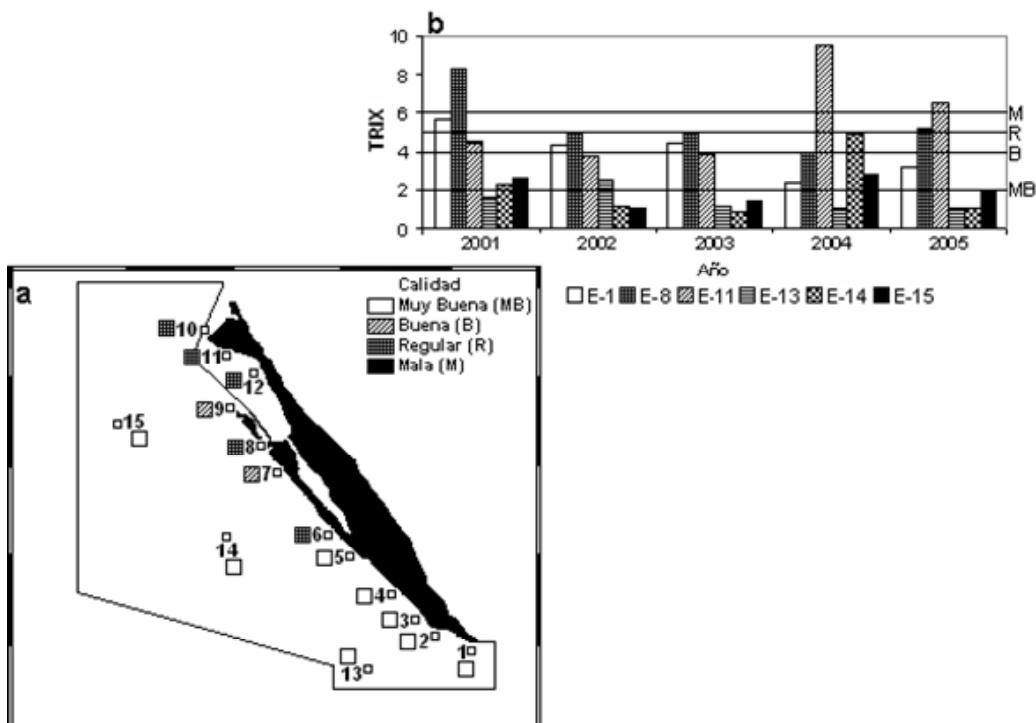 b
10
8
6
4
2
0
TRIX
M
R
B
MB
2001 2002 2003 2004 2005
Año
E-1 E-8 E-11 E-13 E-14 E-15
a
Calidad
Muy Buena (MB)
Buena (B)
Regular (R)
Mala (M)
10
11
12
9
15
8
7
6
14
5
4
3
2
1
13